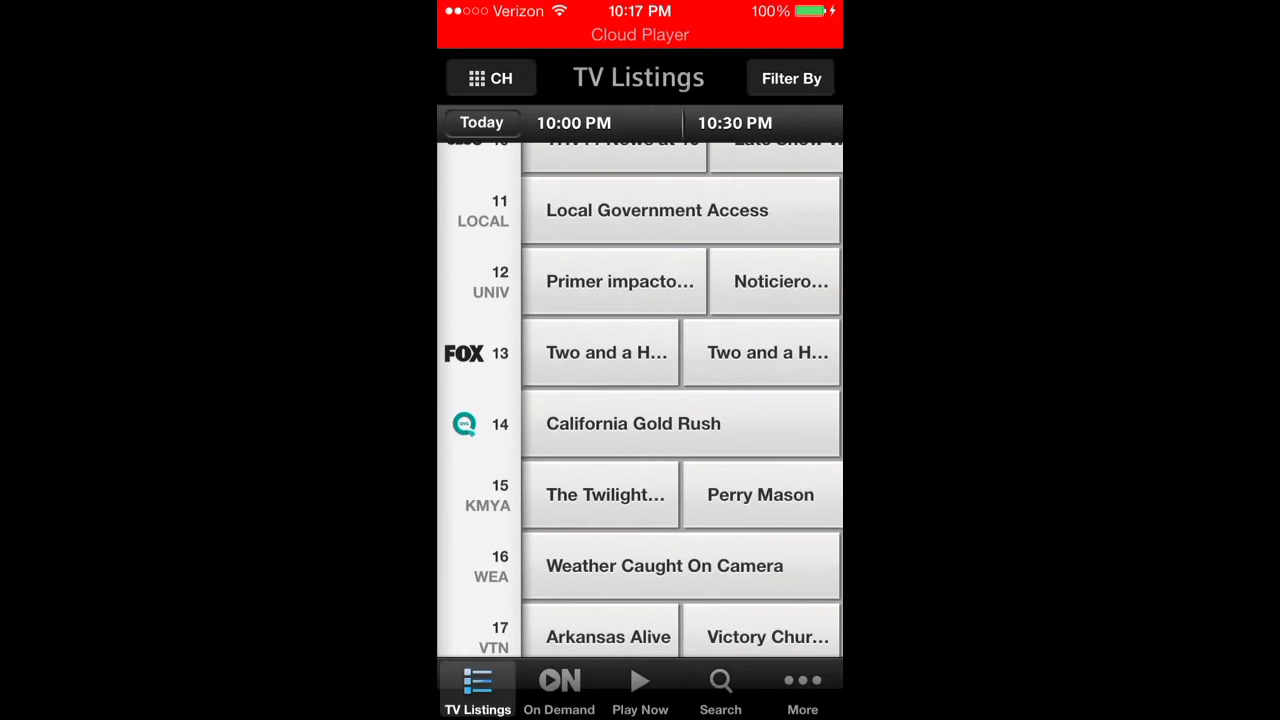 Verizon 10:17 PM 100%
Cloud Player
CH TV Listings Filter By
Today 10:00 PM 10:30 PM
11 Local Government Access
LOCAL
12 Primer impacto... Noticiero...
UNIV
FOX 13 Two and a H... Two and a H...
QVC 14 California Gold Rush
15 The Twilight... Perry Mason
KMYA
16 Weather Caught On Camera
WEA
17 Arkansas Alive Victory Chur...
VTN
ON
TV Listings On Demand Play Now Search More